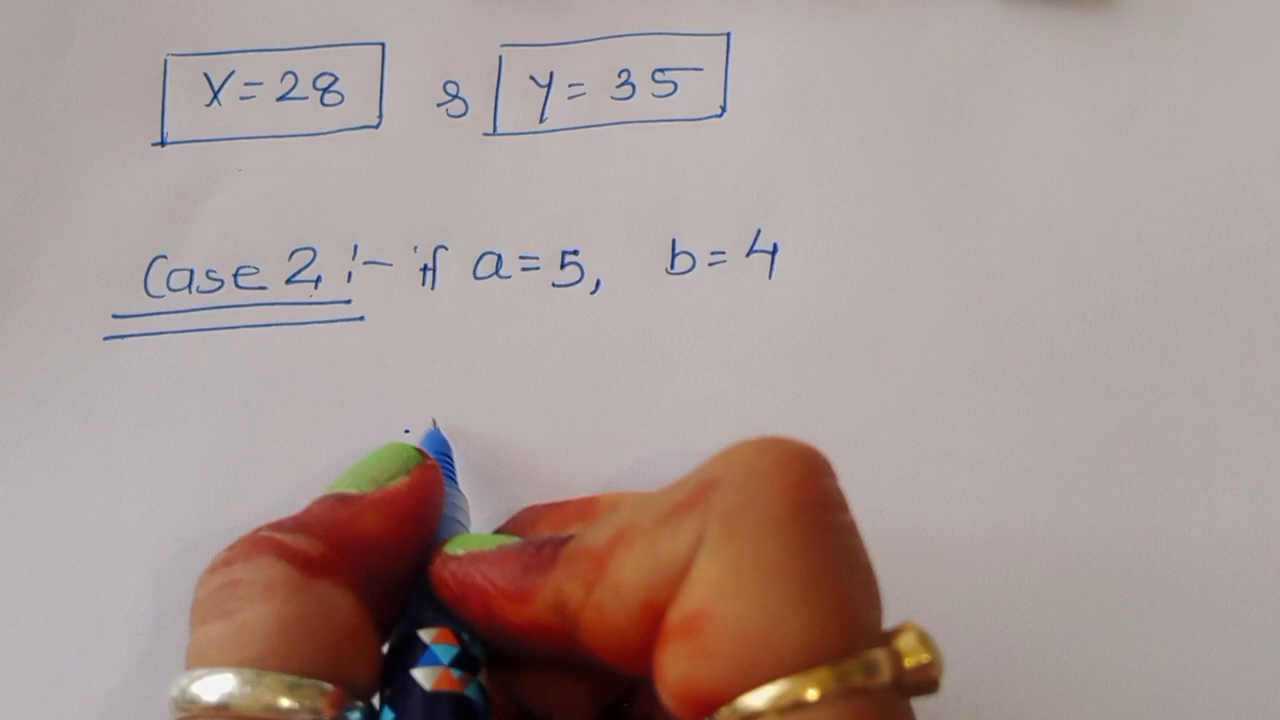 X=28 & Y=35
Case 2 :- if a=5, b=4